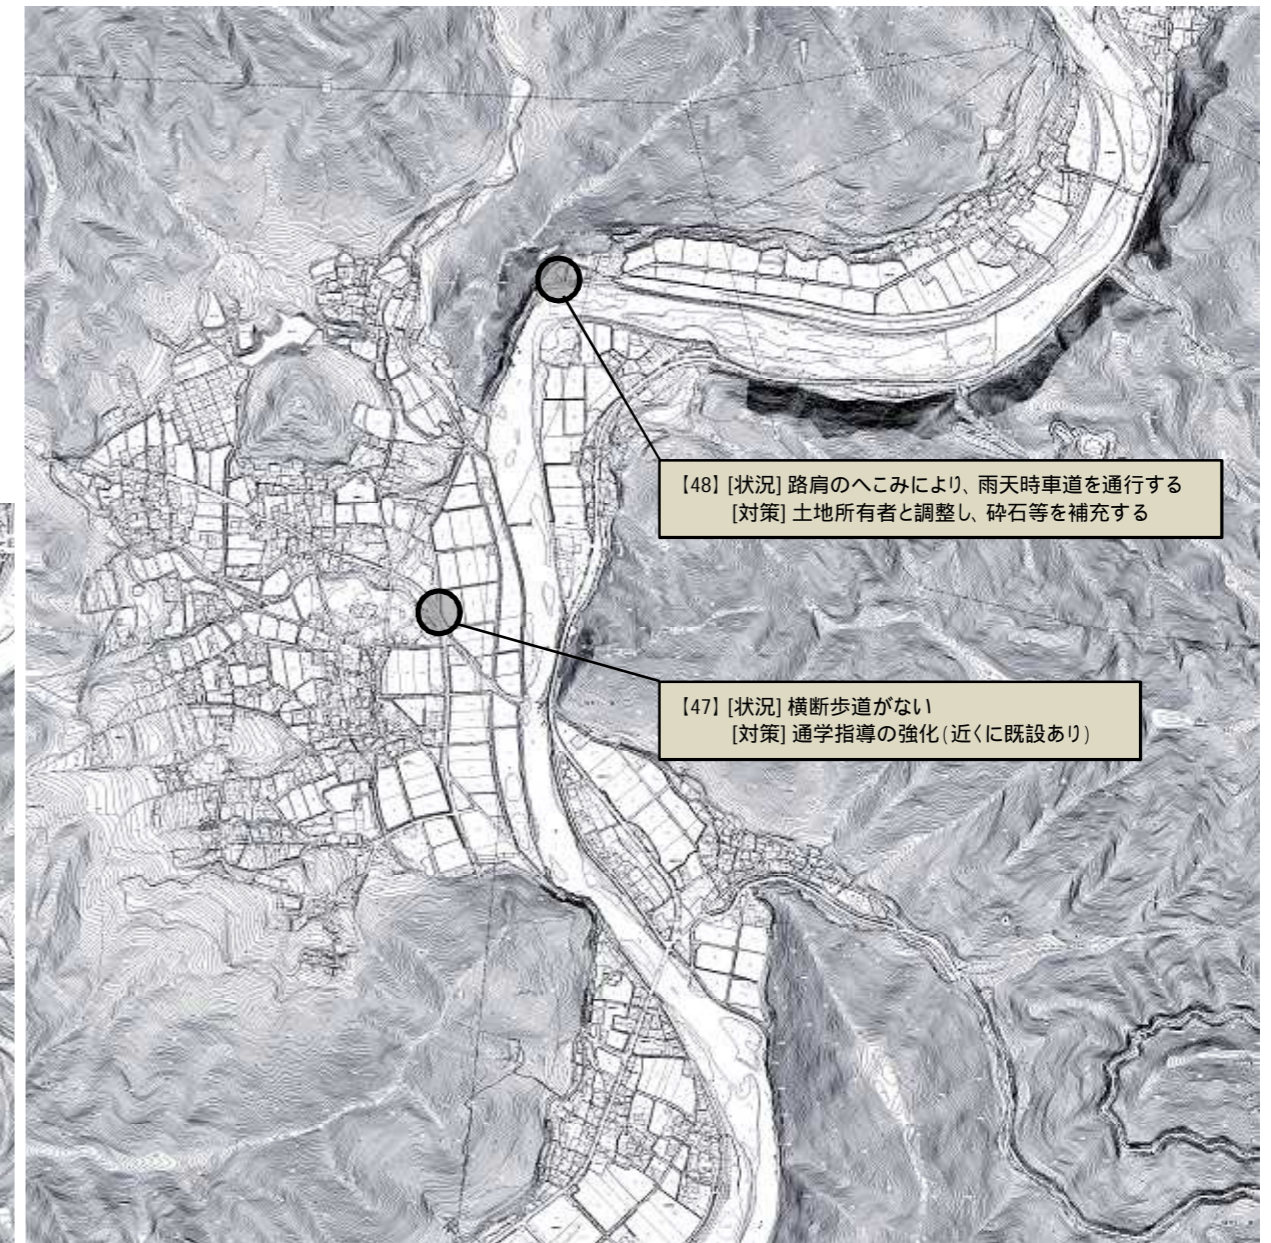 【48】 [状況] 路肩のへこみにより、雨天時車道を通行する
[対策] 土地所有者と調整し、砕石等を補充する
【47】 [状況] 横断歩道がない
[対策] 通学指導の強化(近くに既設あり)